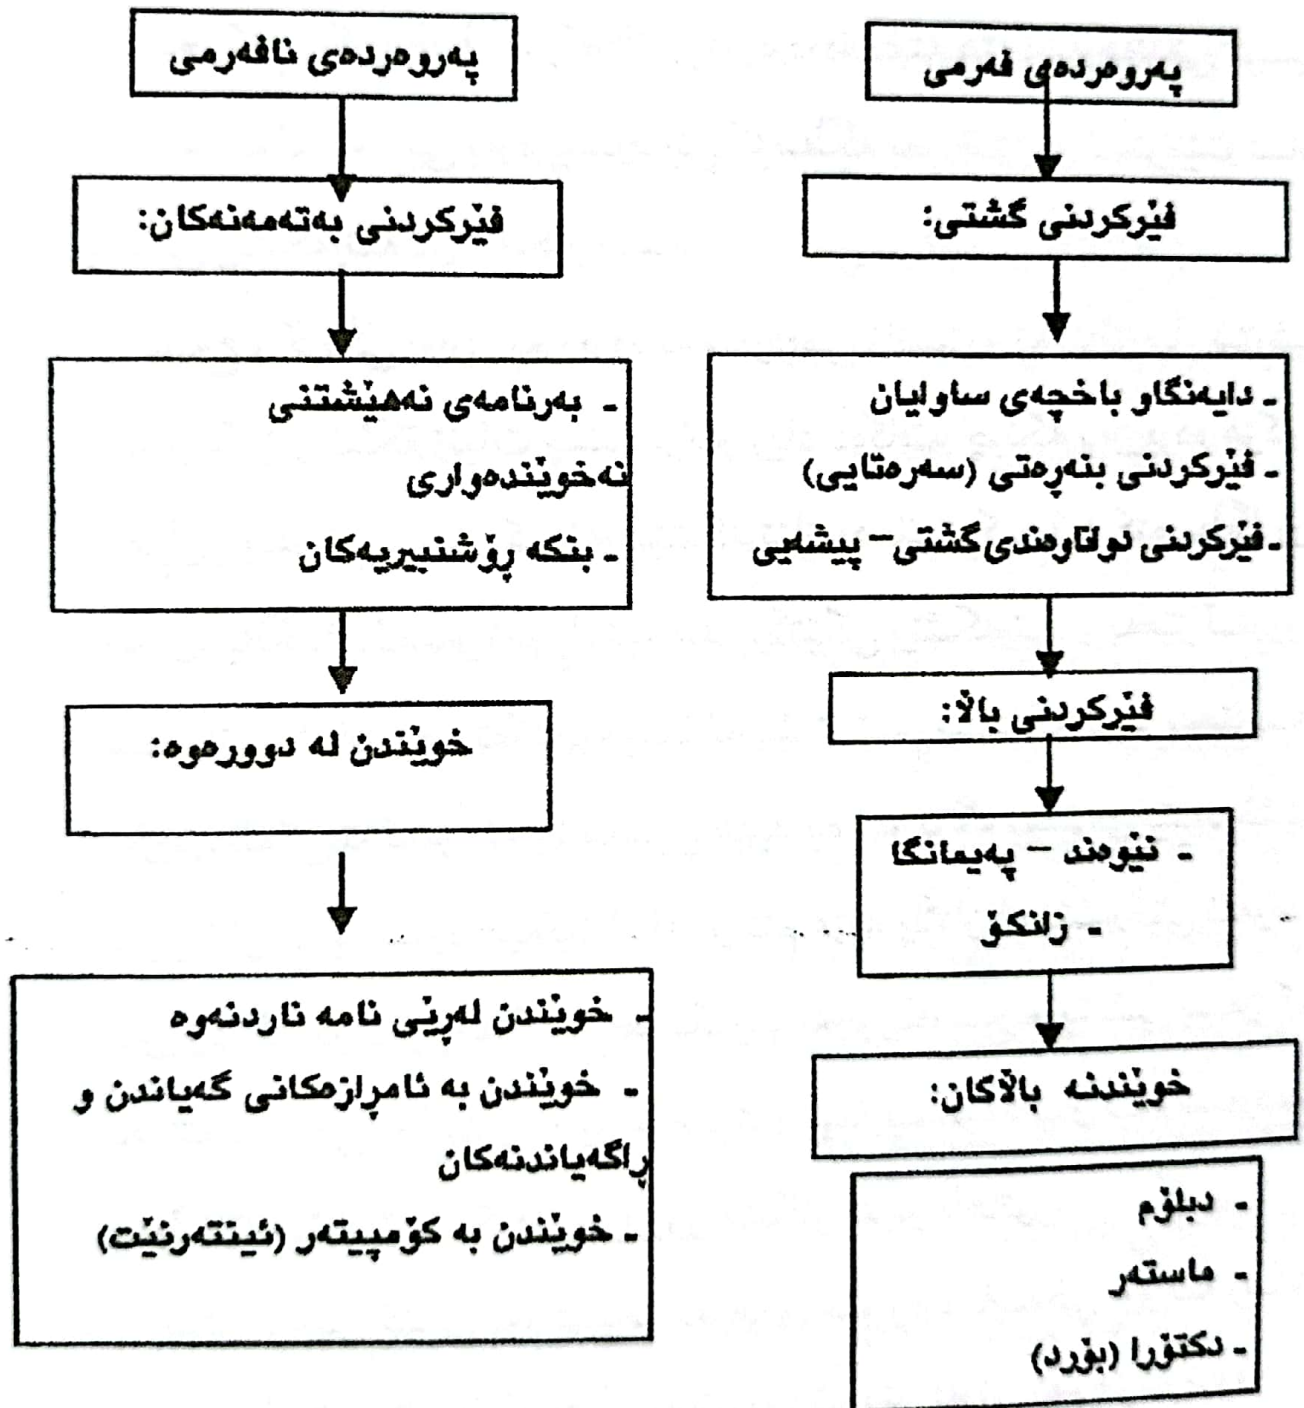 پەروەردەی فەرمی
فێرکردنی گشتی:
- دایەنگاو باخچەی ساوایان
- فێرکردنی بنەڕەتی (سەرەتایی)
- فێرکردنی دواناوەندی گشتی – پیشەیی
فێرکردنی باڵا:
- نێوەند – پەیمانگا
- زانکۆ
خوێندنە باڵاکان:
- دبلۆم
- ماستەر
- دکتۆرا (بۆرد)
پەروەردەی نافەرمی
فێرکردنی بەتەمەنەکان:
- بەرنامەی نەهێشتنی
نەخوێندەواری
- بنکە ڕۆشنبیریەکان
خوێندن لە دوورەوە:
- خوێندن لەڕێی نامە ناردنەوە
- خوێندن بە ئامڕازەکانی گەیاندن و
ڕاگەیاندنەکان
- خوێندن بە کۆمپیتەر (ئینتەرنێت)